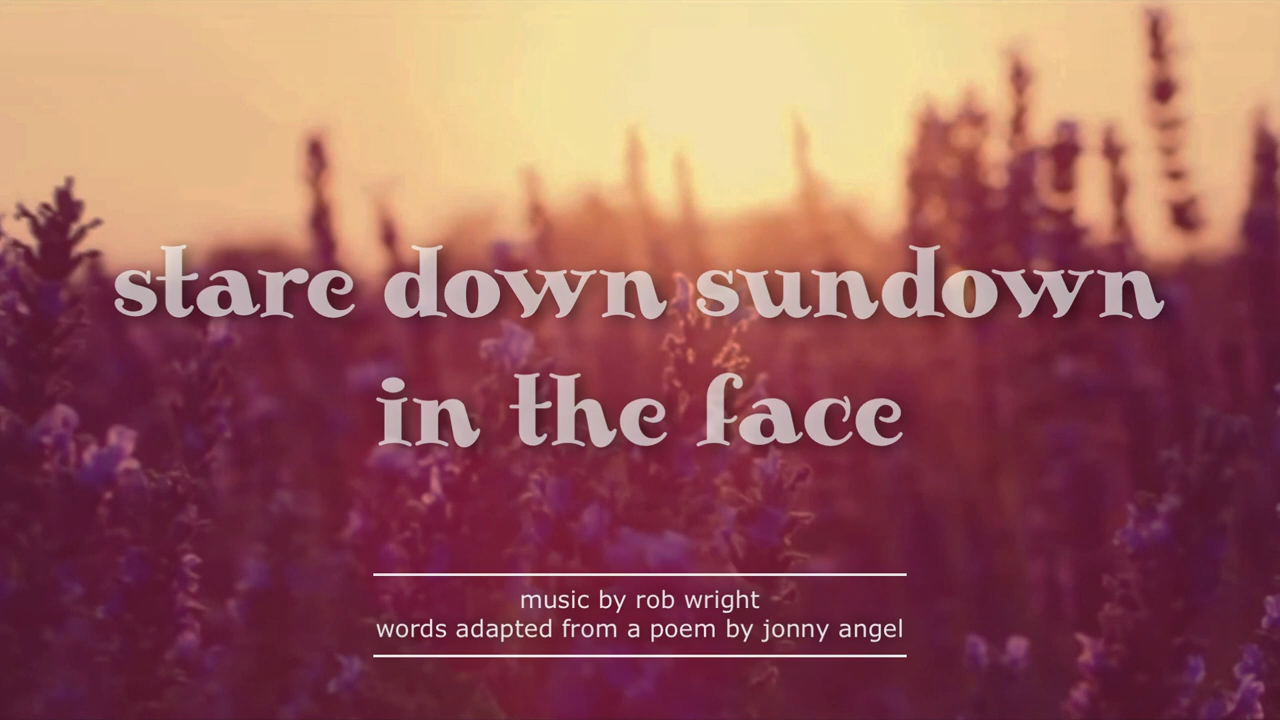 stare down sundown
in the face
music by rob wright
words adapted from a poem by jonny angel